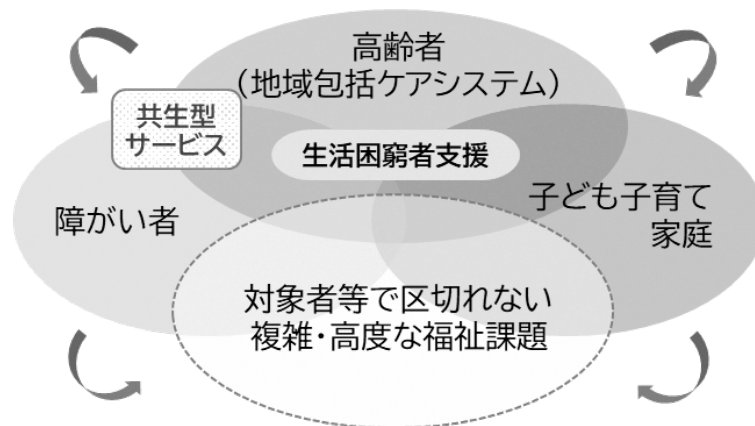 高齢者
（地域包括ケアシステム）
共生型
サービス
生活困窮者支援
障がい者
子ども子育て
家庭
対象者等で区切れない
複雑・高度な福祉課題